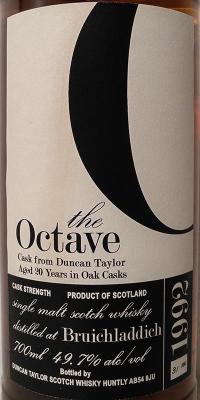 the
Octave
Cask from Duncan Taylor
Aged 20 Years in Oak Casks
CASK STRENGTH PRODUCT OF SCOTLAND
single malt scotch whisky
distilled at Bruichladdich
700ml 49,7% alc/vol
Bottled by
DUNCAN TAYLOR SCOTCH WHISKY HUNTLY AB54 8JU
1992